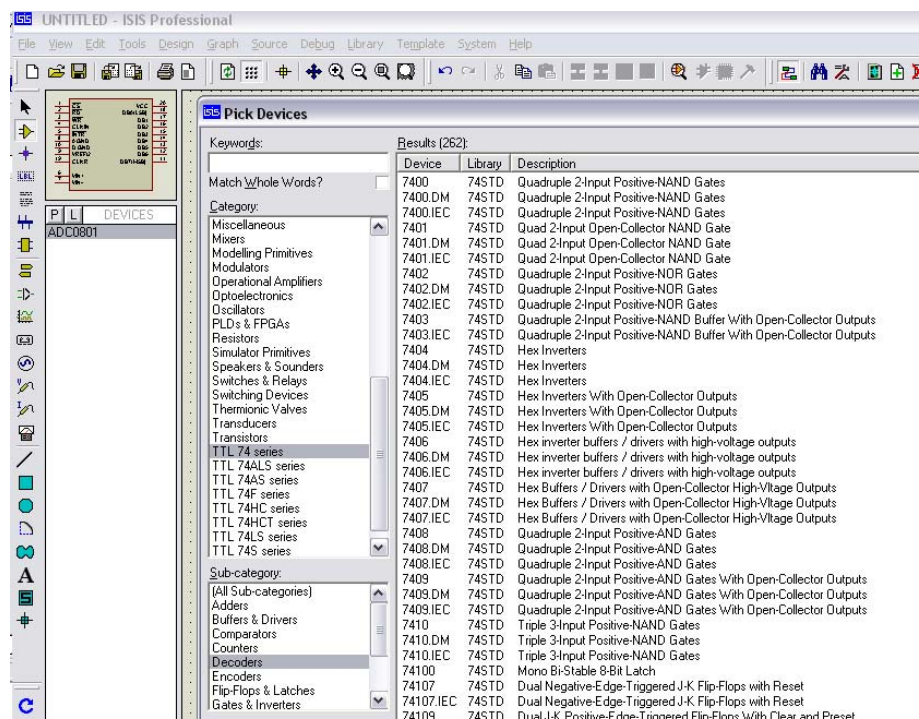 UNTITLED - ISIS Professional
File View Edit Tools Design Graph Source Debug Library Template System Help
P L DEVICES
ADC0801
Pick Devices
Keywords:
Match Whole Words?
Category:
Miscellaneous
Mixers
Modelling Primitives
Modulators
Operational Amplifiers
Optoelectronics
Oscillators
PLDs & FPGAs
Resistors
Simulator Primitives
Speakers & Sounders
Switches & Relays
Switching Devices
Thermionic Valves
Transducers
Transistors
TTL 74 series
TTL 74ALS series
TTL 74AS series
TTL 74F series
TTL 74HC series
TTL 74HCT series
TTL 74LS series
TTL 74S series
Sub-category:
(All Sub-categories)
Adders
Buffers & Drivers
Comparators
Counters
Decoders
Encoders
Flip-Flops & Latches
Gates & Inverters
Results (262):
Device Library Description
7400 74STD Quadruple 2-Input Positive-NAND Gates
7400.DM 74STD Quadruple 2-Input Positive-NAND Gates
7400.IEC 74STD Quadruple 2-Input Positive-NAND Gates
7401 74STD Quad 2-Input Open-Collector NAND Gate
7401.DM 74STD Quad 2-Input Open-Collector NAND Gate
7401.IEC 74STD Quad 2-Input Open-Collector NAND Gate
7402 74STD Quadruple 2-Input Positive-NOR Gates
7402.DM 74STD Quadruple 2-Input Positive-NOR Gates
7402.IEC 74STD Quadruple 2-Input Positive-NOR Gates
7403 74STD Quadruple 2-Input Positive-NAND Buffer With Open-Collector Outputs
7403.IEC 74STD Quadruple 2-Input Positive-NAND Buffer With Open-Collector Outputs
7404 74STD Hex Inverters
7404.DM 74STD Hex Inverters
7404.IEC 74STD Hex Inverters
7405 74STD Hex Inverters With Open-Collector Outputs
7405.DM 74STD Hex Inverters With Open-Collector Outputs
7405.IEC 74STD Hex Inverters With Open-Collector Outputs
7406 74STD Hex inverter buffers / drivers with high-voltage outputs
7406.DM 74STD Hex inverter buffers / drivers with high-voltage outputs
7406.IEC 74STD Hex inverter buffers / drivers with high-voltage outputs
7407 74STD Hex Buffers / Drivers with Open-Collector High-Vltage Outputs
7407.DM 74STD Hex Buffers / Drivers with Open-Collector High-Vltage Outputs
7407.IEC 74STD Hex Buffers / Drivers with Open-Collector High-Vltage Outputs
7408 74STD Quadruple 2-Input Positive-AND Gates
7408.DM 74STD Quadruple 2-Input Positive-AND Gates
7408.IEC 74STD Quadruple 2-Input Positive-AND Gates
7409 74STD Quadruple 2-Input Positive-AND Gates With Open-Collector Outputs
7409.DM 74STD Quadruple 2-Input Positive-AND Gates With Open-Collector Outputs
7409.IEC 74STD Quadruple 2-Input Positive-AND Gates With Open-Collector Outputs
7410 74STD Triple 3-Input Positive-NAND Gates
7410.DM 74STD Triple 3-Input Positive-NAND Gates
7410.IEC 74STD Triple 3-Input Positive-NAND Gates
74100 74STD Mono Bi-Stable 8-Bit Latch
74107 74STD Dual Negative-Edge-Triggered J-K Flip-Flops with Reset
74107.IEC 74STD Dual Negative-Edge-Triggered J-K Flip-Flops with Reset
74109 74STD Dual J-K Positive-Edge-Triggered Flip-Flops With Clear and Preset